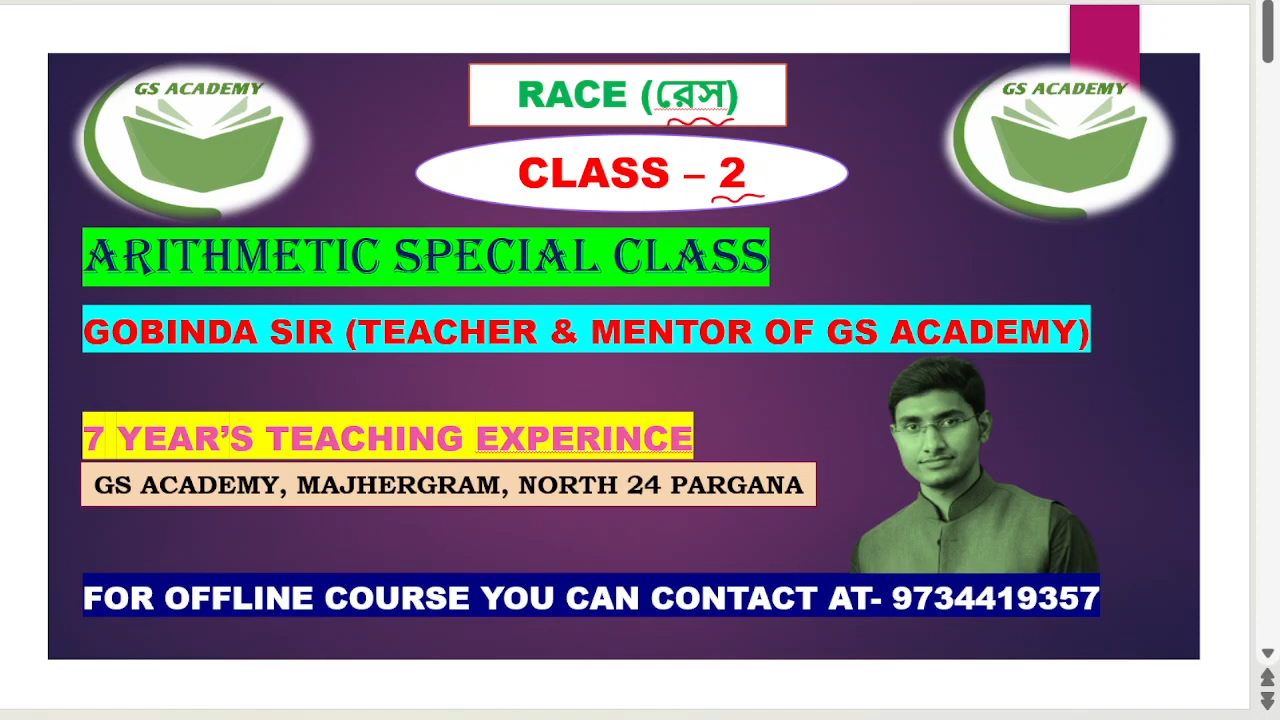 GS ACADEMY
RACE (রেস)
GS ACADEMY
CLASS – 2
ARITHMETIC SPECIAL CLASS
GOBINDA SIR (TEACHER & MENTOR OF GS ACADEMY)
7 YEAR’S TEACHING EXPERINCE
GS ACADEMY, MAJHERGRAM, NORTH 24 PARGANA
FOR OFFLINE COURSE YOU CAN CONTACT AT- 9734419357